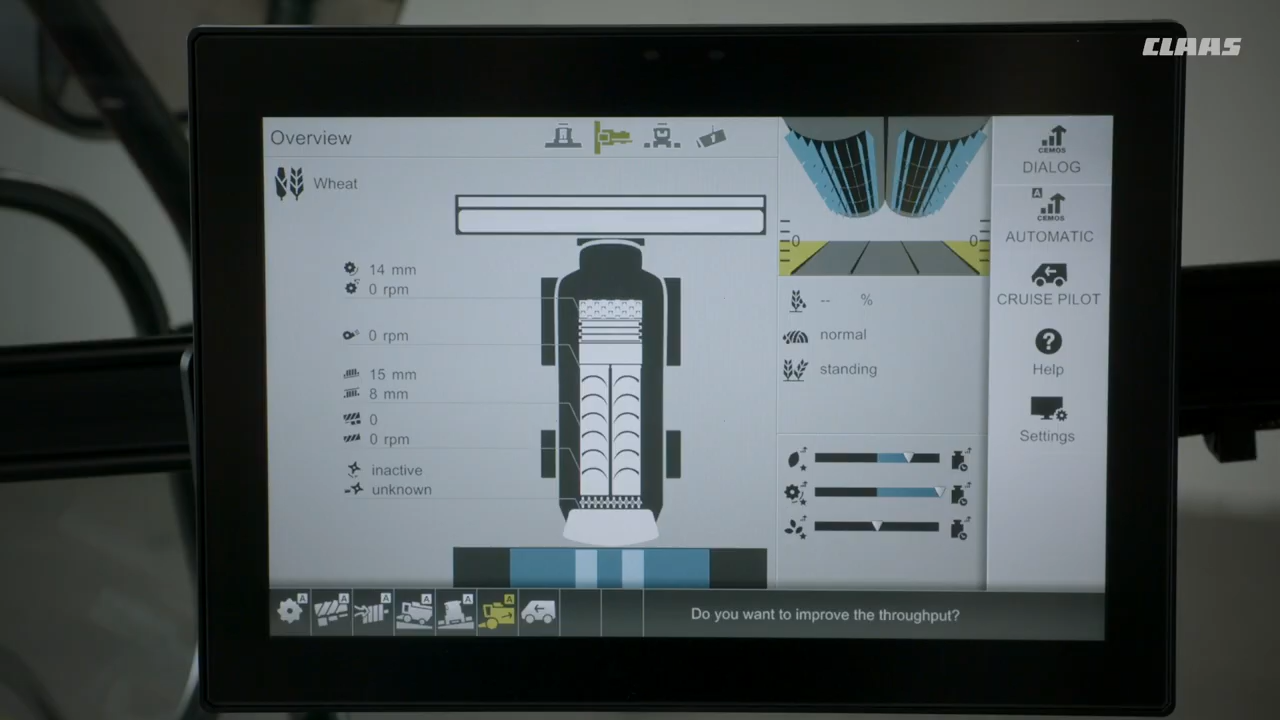 CLAAS
Overview
Wheat
14 mm
0 rpm
0 rpm
15 mm
8 mm
0
0 rpm
inactive
unknown
0
0
-- %
normal
standing
CEMOS
DIALOG
A
CEMOS
AUTOMATIC
CRUISE PILOT
?
Help
Settings
A
A
A
A
A
A
Do you want to improve the throughput?